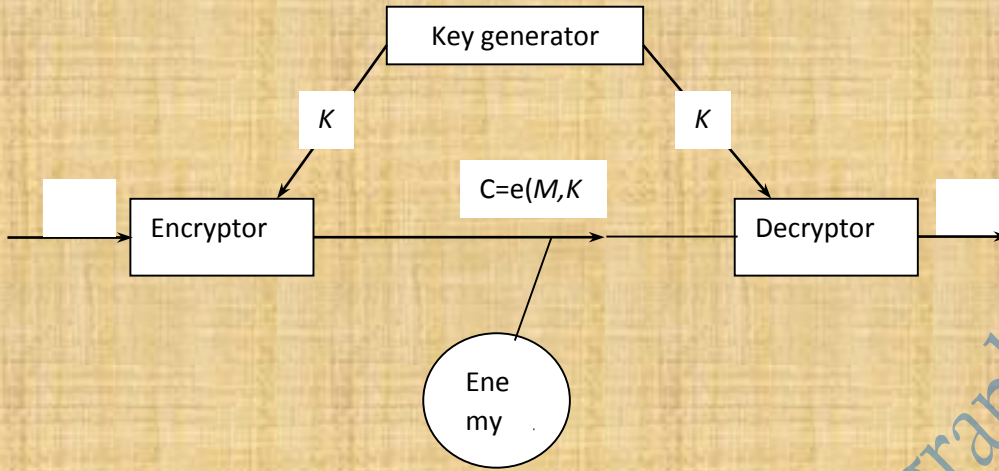 Key generator
K
K
C=e(M,K
Encryptor
Decryptor
Ene
my